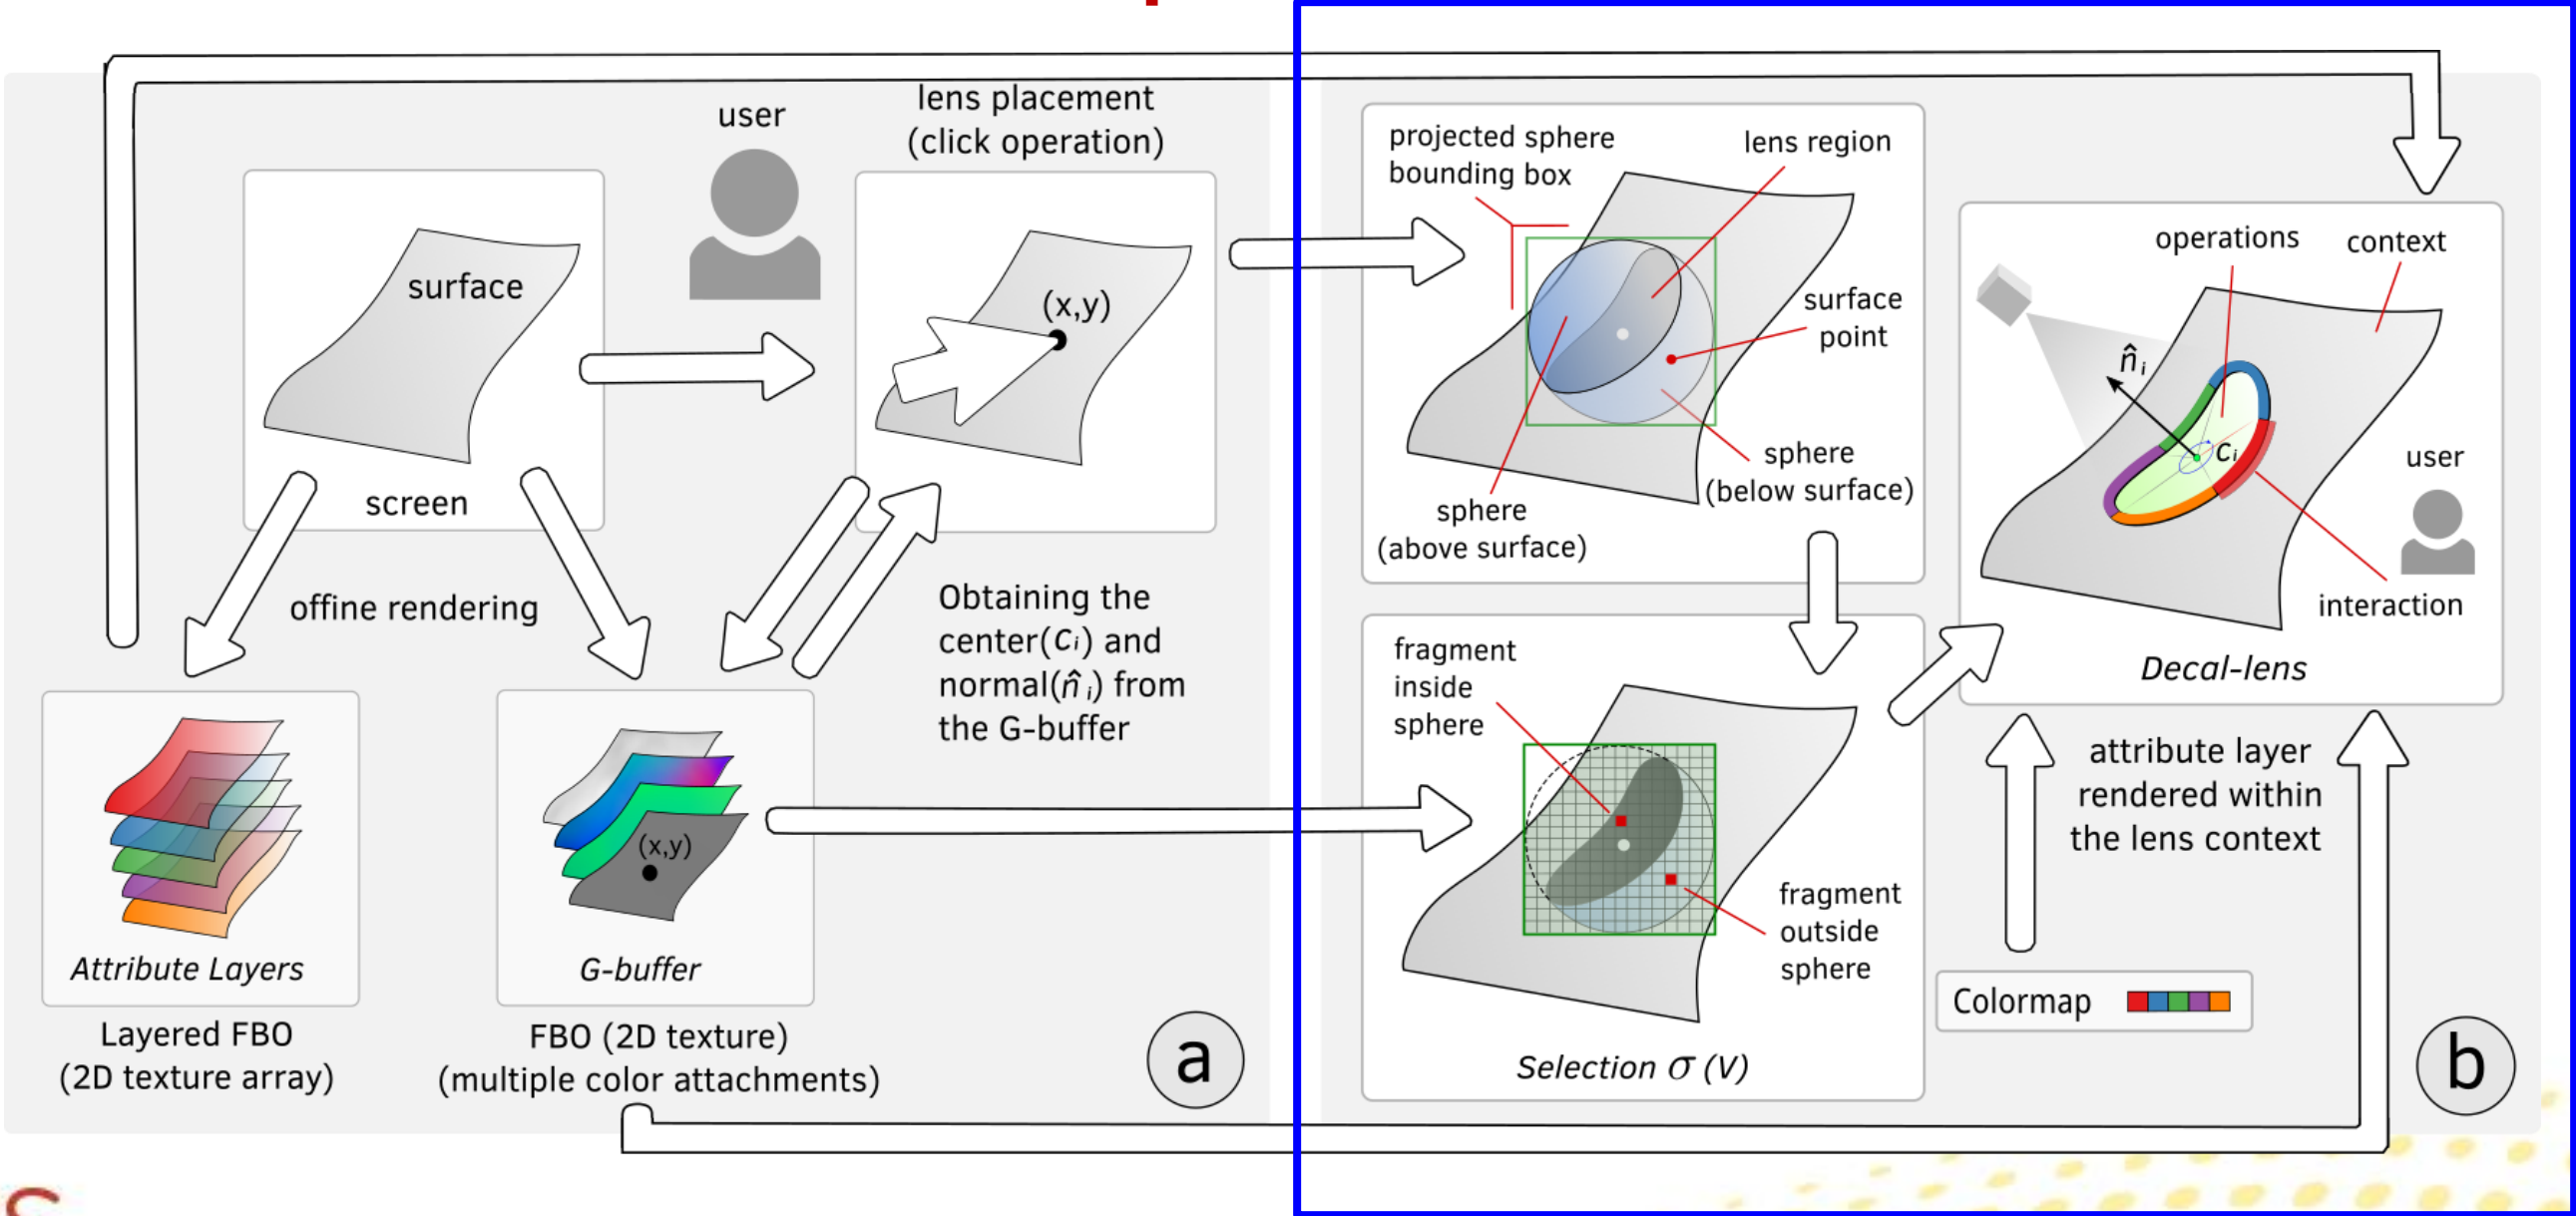 user
lens placement
(click operation)
surface
screen
(x,y)
offine rendering
Obtaining the
center(cᵢ) and
normal(n̂ᵢ) from
the G-buffer
Attribute Layers
Layered FBO
(2D texture array)
(x,y)
G-buffer
FBO (2D texture)
(multiple color attachments)
a
projected sphere
bounding box
lens region
surface
point
sphere
(below surface)
sphere
(above surface)
fragment
inside
sphere
fragment
outside
sphere
Selection σ (V)
operations
context
n̂ᵢ
cᵢ
user
interaction
Decal-lens
attribute layer
rendered within
the lens context
Colormap
b